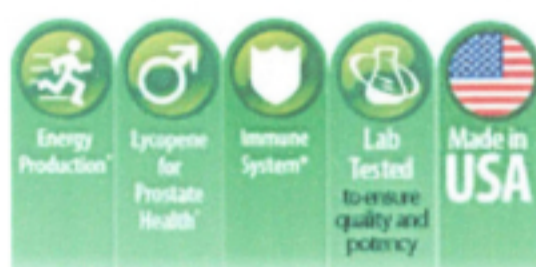 Energy
Production*
Lycopene
for
Prostate
Health*
Immune
System*
Lab
Tested
to ensure
quality and
potency
Made in
USA